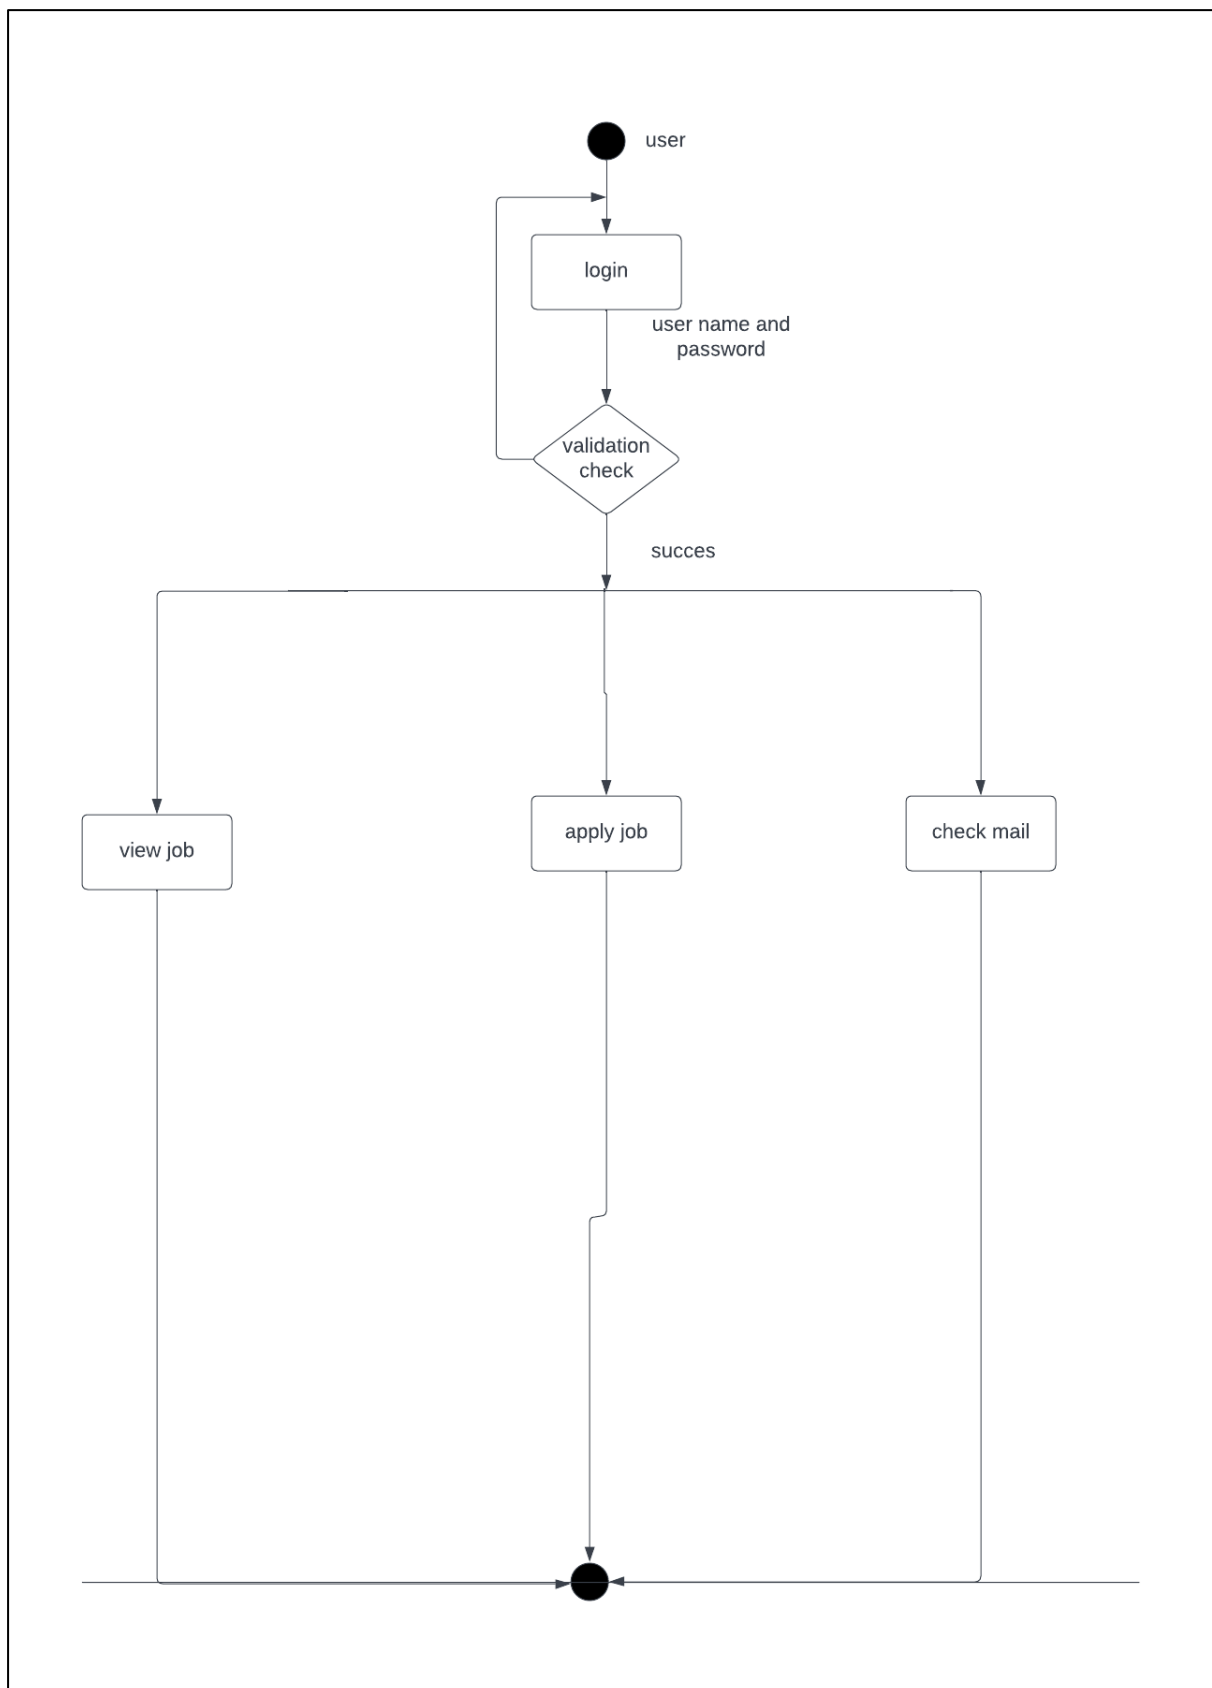 user
login
user name and
password
validation
check
succes
view job
apply job
check mail